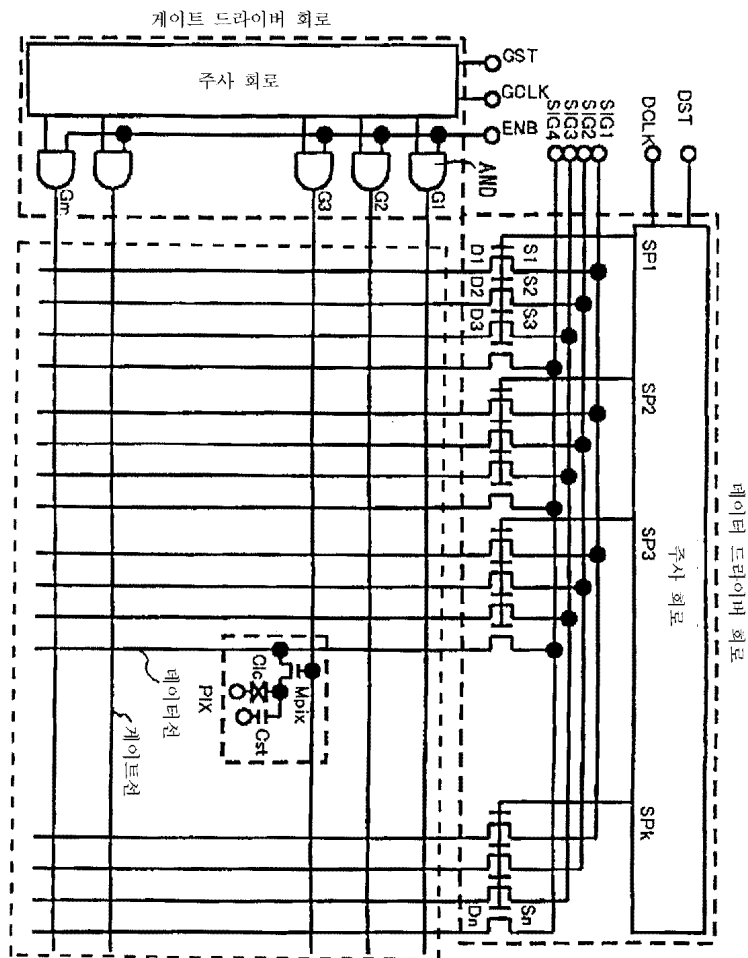 게이트 드라이버 회로
주사 회로
GST
GCLK
ENB
AND
Gm
G3
G2
G1
SIG4
SIG3
SIG2
SIG1
DCLK
DST
데이터 드라이버 회로
주사 회로
SP1
SP2
SP3
SPk
D1
S1
D2
S2
D3
S3
Dn
Sn
Clc
Mpix
Cst
PIX
데이터선
게이트선